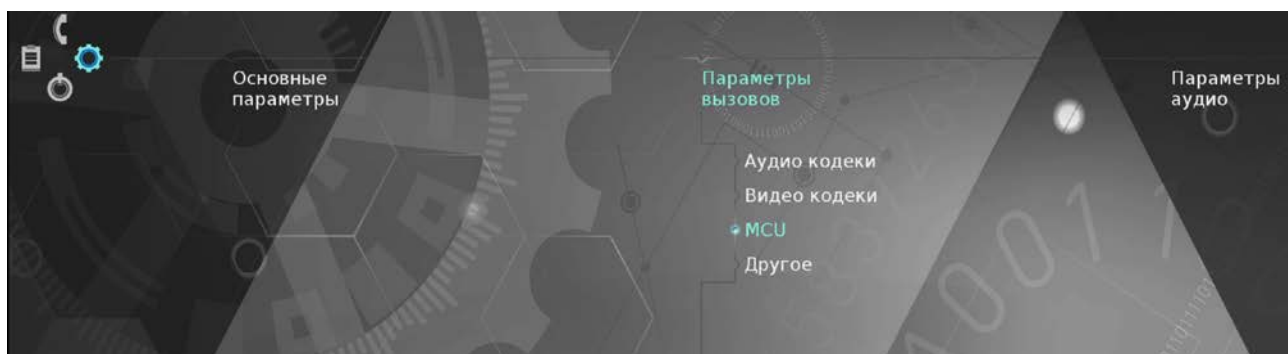 Основные
параметры
Параметры
вызовов
Параметры
аудио
Аудио кодеки
Видео кодеки
MCU
Другое